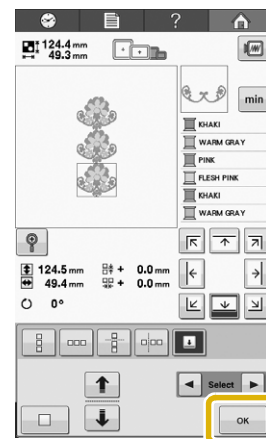 ?
124.4 mm
49.3 mm
min
KHAKI
WARM GRAY
PINK
FLESH PINK
KHAKI
WARM GRAY
124.5 mm + 0.0 mm
49.4 mm + 0.0 mm
0°
Select
OK